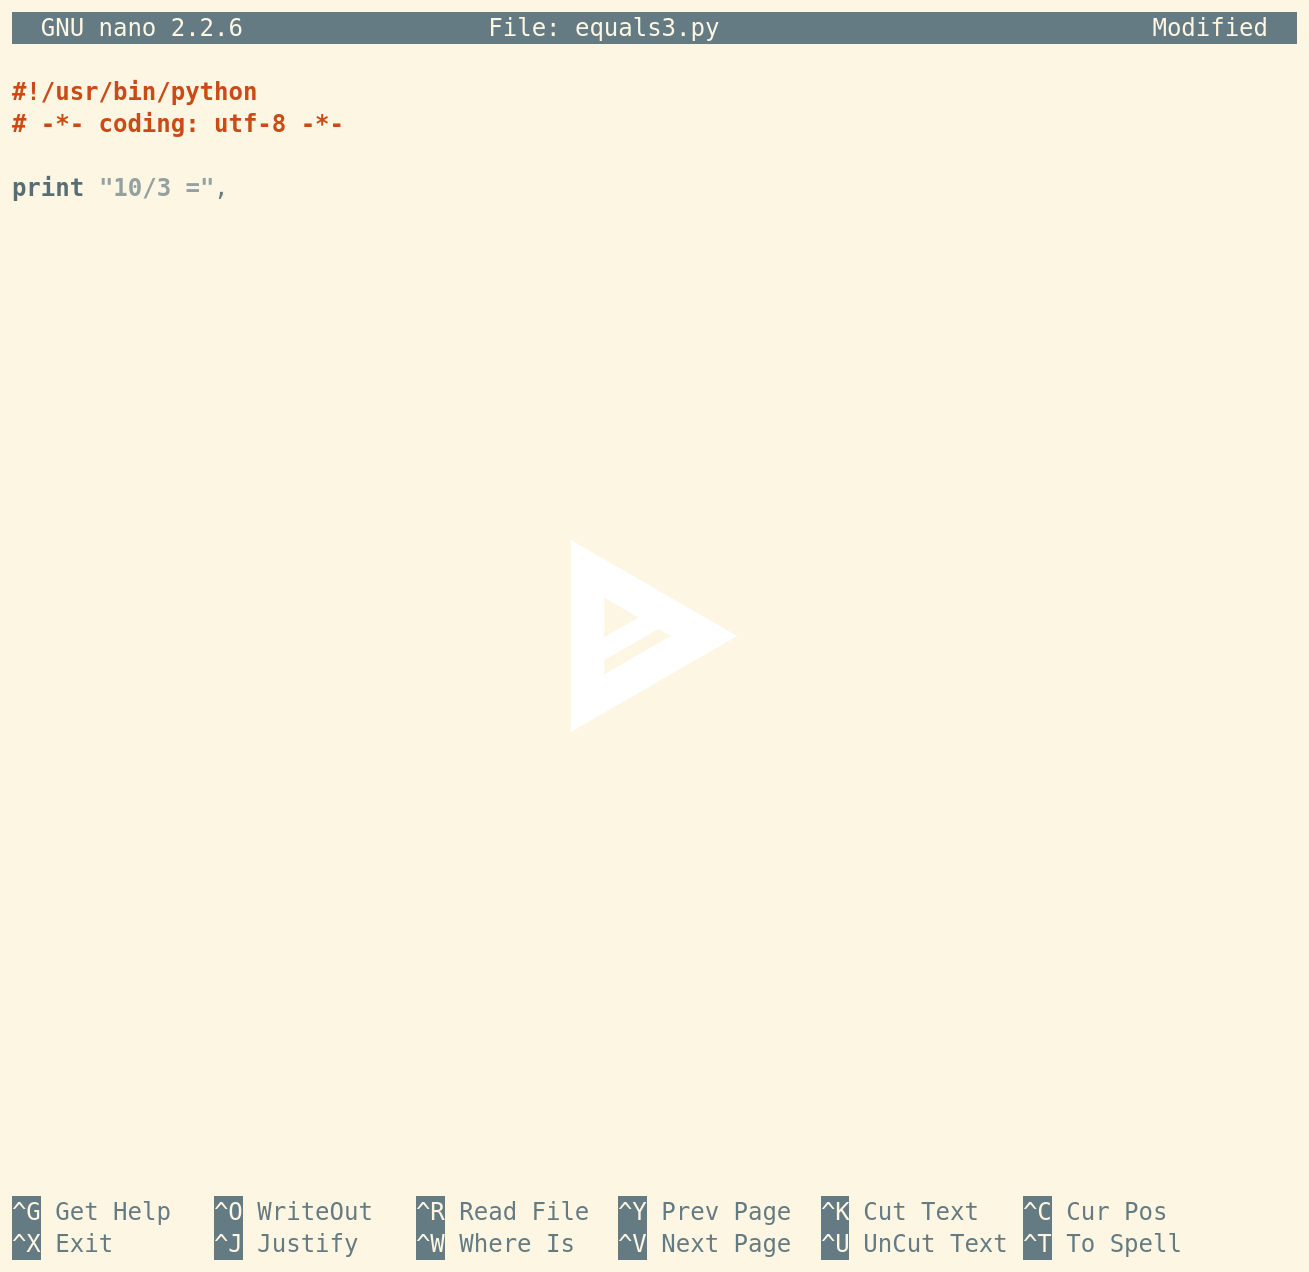 GNU nano 2.2.6 File: equals3.py Modified
#!/usr/bin/python
# -*- coding: utf-8 -*-
print "10/3 =",
^G Get Help ^O WriteOut ^R Read File ^Y Prev Page ^K Cut Text ^C Cur Pos
^X Exit ^J Justify ^W Where Is ^V Next Page ^U UnCut Text ^T To Spell